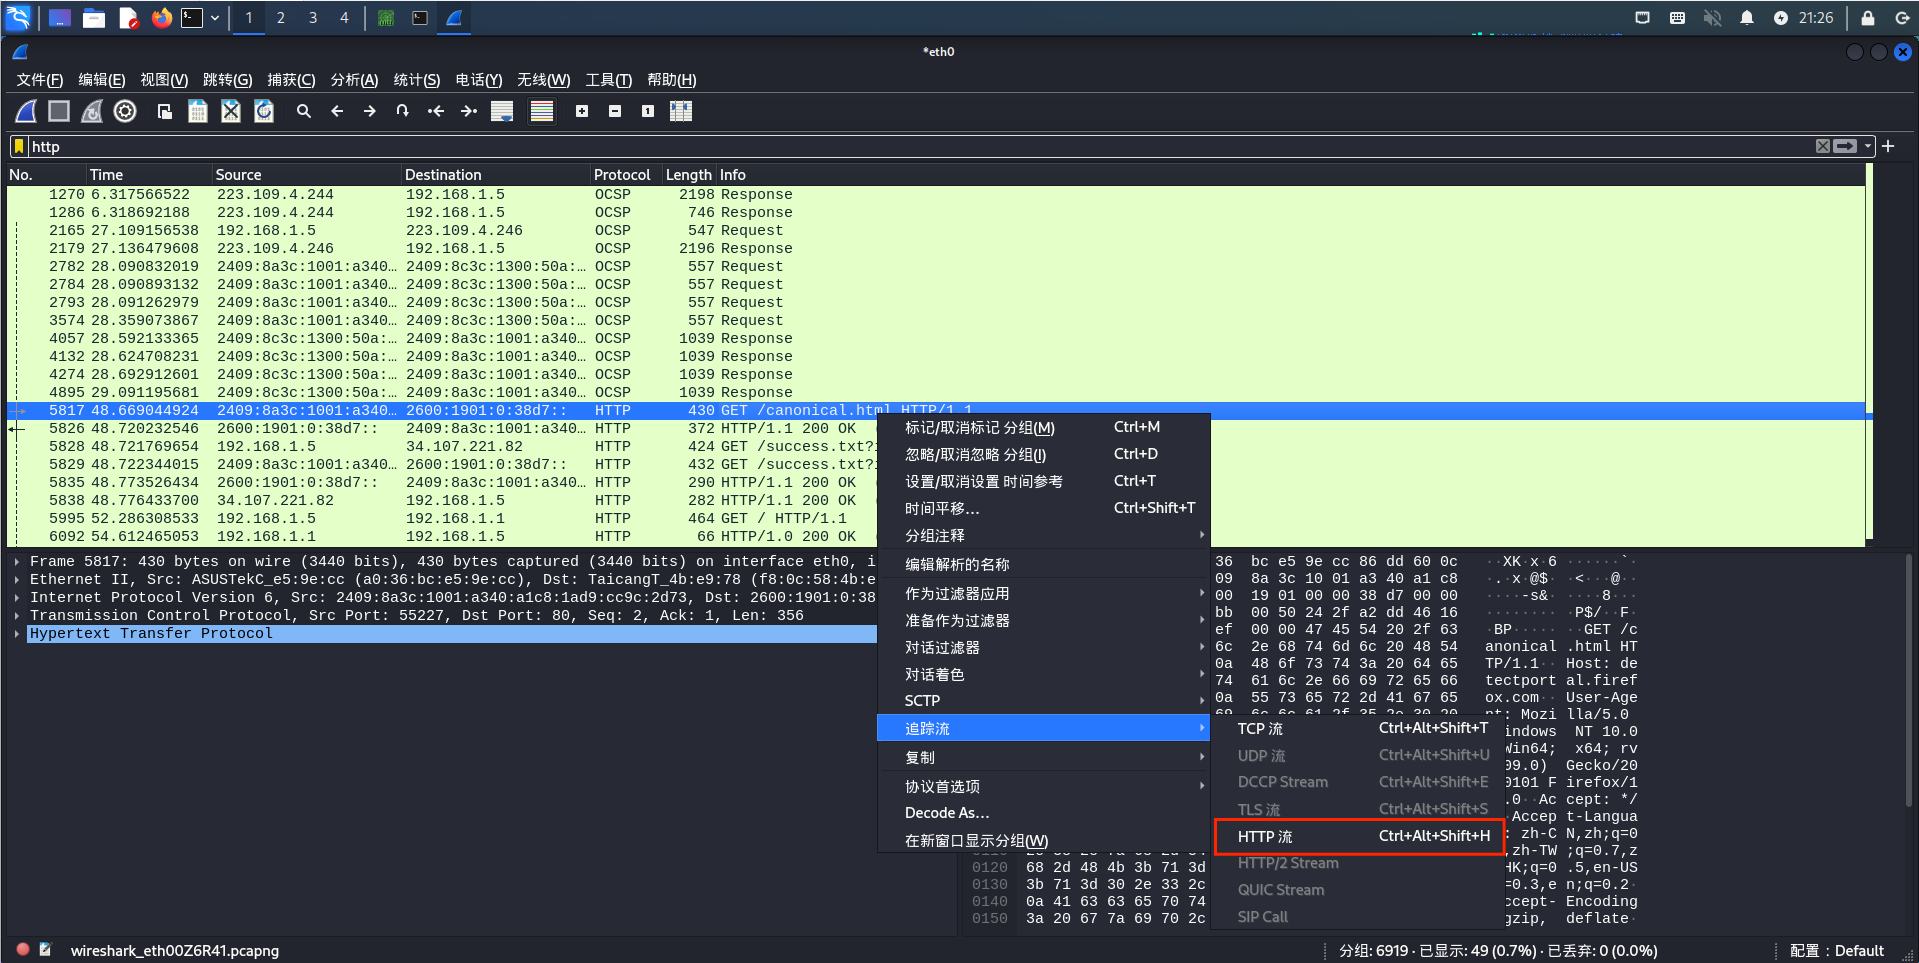 1 2 3 4 21:26
*eth0
文件(F) 编辑(E) 视图(V) 跳转(G) 捕获(C) 分析(A) 统计(S) 电话(Y) 无线(W) 工具(T) 帮助(H)
http
No. Time Source Destination Protocol Length Info
1270 6.317566522 223.109.4.244 192.168.1.5 OCSP 2198 Response
1286 6.318692188 223.109.4.244 192.168.1.5 OCSP 746 Response
2165 27.109156538 192.168.1.5 223.109.4.246 OCSP 547 Request
2179 27.136479608 223.109.4.246 192.168.1.5 OCSP 2196 Response
2782 28.090832019 2409:8a3c:1001:a340… 2409:8c3c:1300:50a:… OCSP 557 Request
2784 28.090893132 2409:8a3c:1001:a340… 2409:8c3c:1300:50a:… OCSP 557 Request
2793 28.091262979 2409:8a3c:1001:a340… 2409:8c3c:1300:50a:… OCSP 557 Request
3574 28.359073867 2409:8a3c:1001:a340… 2409:8c3c:1300:50a:… OCSP 557 Request
4057 28.592133365 2409:8c3c:1300:50a:… 2409:8a3c:1001:a340… OCSP 1039 Response
4132 28.624708231 2409:8c3c:1300:50a:… 2409:8a3c:1001:a340… OCSP 1039 Response
4274 28.692912601 2409:8c3c:1300:50a:… 2409:8a3c:1001:a340… OCSP 1039 Response
4895 29.091195681 2409:8c3c:1300:50a:… 2409:8a3c:1001:a340… OCSP 1039 Response
5817 48.669044924 2409:8a3c:1001:a340… 2600:1901:0:38d7:: HTTP 430 GET /canonical.html HTTP/1.1
5826 48.720232546 2600:1901:0:38d7:: 2409:8a3c:1001:a340… HTTP 372 HTTP/1.1 200 OK
5828 48.721769654 192.168.1.5 34.107.221.82 HTTP 424 GET /success.txt?
5829 48.722344015 2409:8a3c:1001:a340… 2600:1901:0:38d7:: HTTP 432 GET /success.txt?
5835 48.773526434 2600:1901:0:38d7:: 2409:8a3c:1001:a340… HTTP 290 HTTP/1.1 200 OK
5838 48.776433700 34.107.221.82 192.168.1.5 HTTP 282 HTTP/1.1 200 OK
5995 52.286308533 192.168.1.5 192.168.1.1 HTTP 464 GET / HTTP/1.1
6092 54.612465053 192.168.1.1 192.168.1.5 HTTP 66 HTTP/1.0 200 OK
Frame 5817: 430 bytes on wire (3440 bits), 430 bytes captured (3440 bits) on interface eth0, i
Ethernet II, Src: ASUSTekC_e5:9e:cc (a0:36:bc:e5:9e:cc), Dst: TaicangT_4b:e9:78 (f8:0c:58:4b:e
Internet Protocol Version 6, Src: 2409:8a3c:1001:a340:a1c8:1ad9:cc9c:2d73, Dst: 2600:1901:0:38
Transmission Control Protocol, Src Port: 55227, Dst Port: 80, Seq: 2, Ack: 1, Len: 356
Hypertext Transfer Protocol
标记/取消标记 分组(M) Ctrl+M
忽略/取消忽略 分组(I) Ctrl+D
设置/取消设置 时间参考 Ctrl+T
时间平移… Ctrl+Shift+T
分组注释
编辑解析的名称
作为过滤器应用
准备作为过滤器
对话过滤器
对话着色
SCTP
追踪流
复制
协议首选项
Decode As…
在新窗口显示分组(W)
TCP 流 Ctrl+Alt+Shift+T
UDP 流 Ctrl+Alt+Shift+U
DCCP Stream Ctrl+Alt+Shift+E
TLS 流 Ctrl+Alt+Shift+S
HTTP 流 Ctrl+Alt+Shift+H
HTTP/2 Stream
QUIC Stream
SIP Call
36 bc e5 9e cc 86 dd 60 0c ··XK·x·6 ······`·
09 8a 3c 10 01 a3 40 a1 c8 ·.·x·@$· ·<···@··
00 19 01 00 00 38 d7 00 00 ····-s&· ····8···
bb 00 50 24 2f a2 dd 46 16 ········ ··P$/··F·
ef 00 00 47 45 54 20 2f 63 ·BP····· ··GET /c
6c 2e 68 74 6d 6c 20 48 54 anonical .html HT
0a 48 6f 73 74 3a 20 64 65 TP/1.1·· Host: de
74 61 6c 2e 66 69 72 65 66 tectport al.firef
0a 55 73 65 72 2d 41 67 65 ox.com·· User-Age
nt: Mozi lla/5.0
indows NT 10.0
Win64; x64; rv
09.0) Gecko/20
0101 F irefox/1
.0··Ac cept: */
Accept-Langua
: zh-C N,zh;q=0
,zh-TW ;q=0.7,z
0120 68 2d 48 4b 3b 71 3d HK;q=0 .5,en-US
0130 3b 71 3d 30 2e 33 2c =0.3,e n;q=0.2·
0140 0a 41 63 63 65 70 74 ccept- Encoding
0150 3a 20 67 7a 69 70 2c gzip, deflate·
wireshark_eth00Z6R41.pcapng 分组: 6919 · 已显示: 49 (0.7%) · 已丢弃: 0 (0.0%) 配置：Default